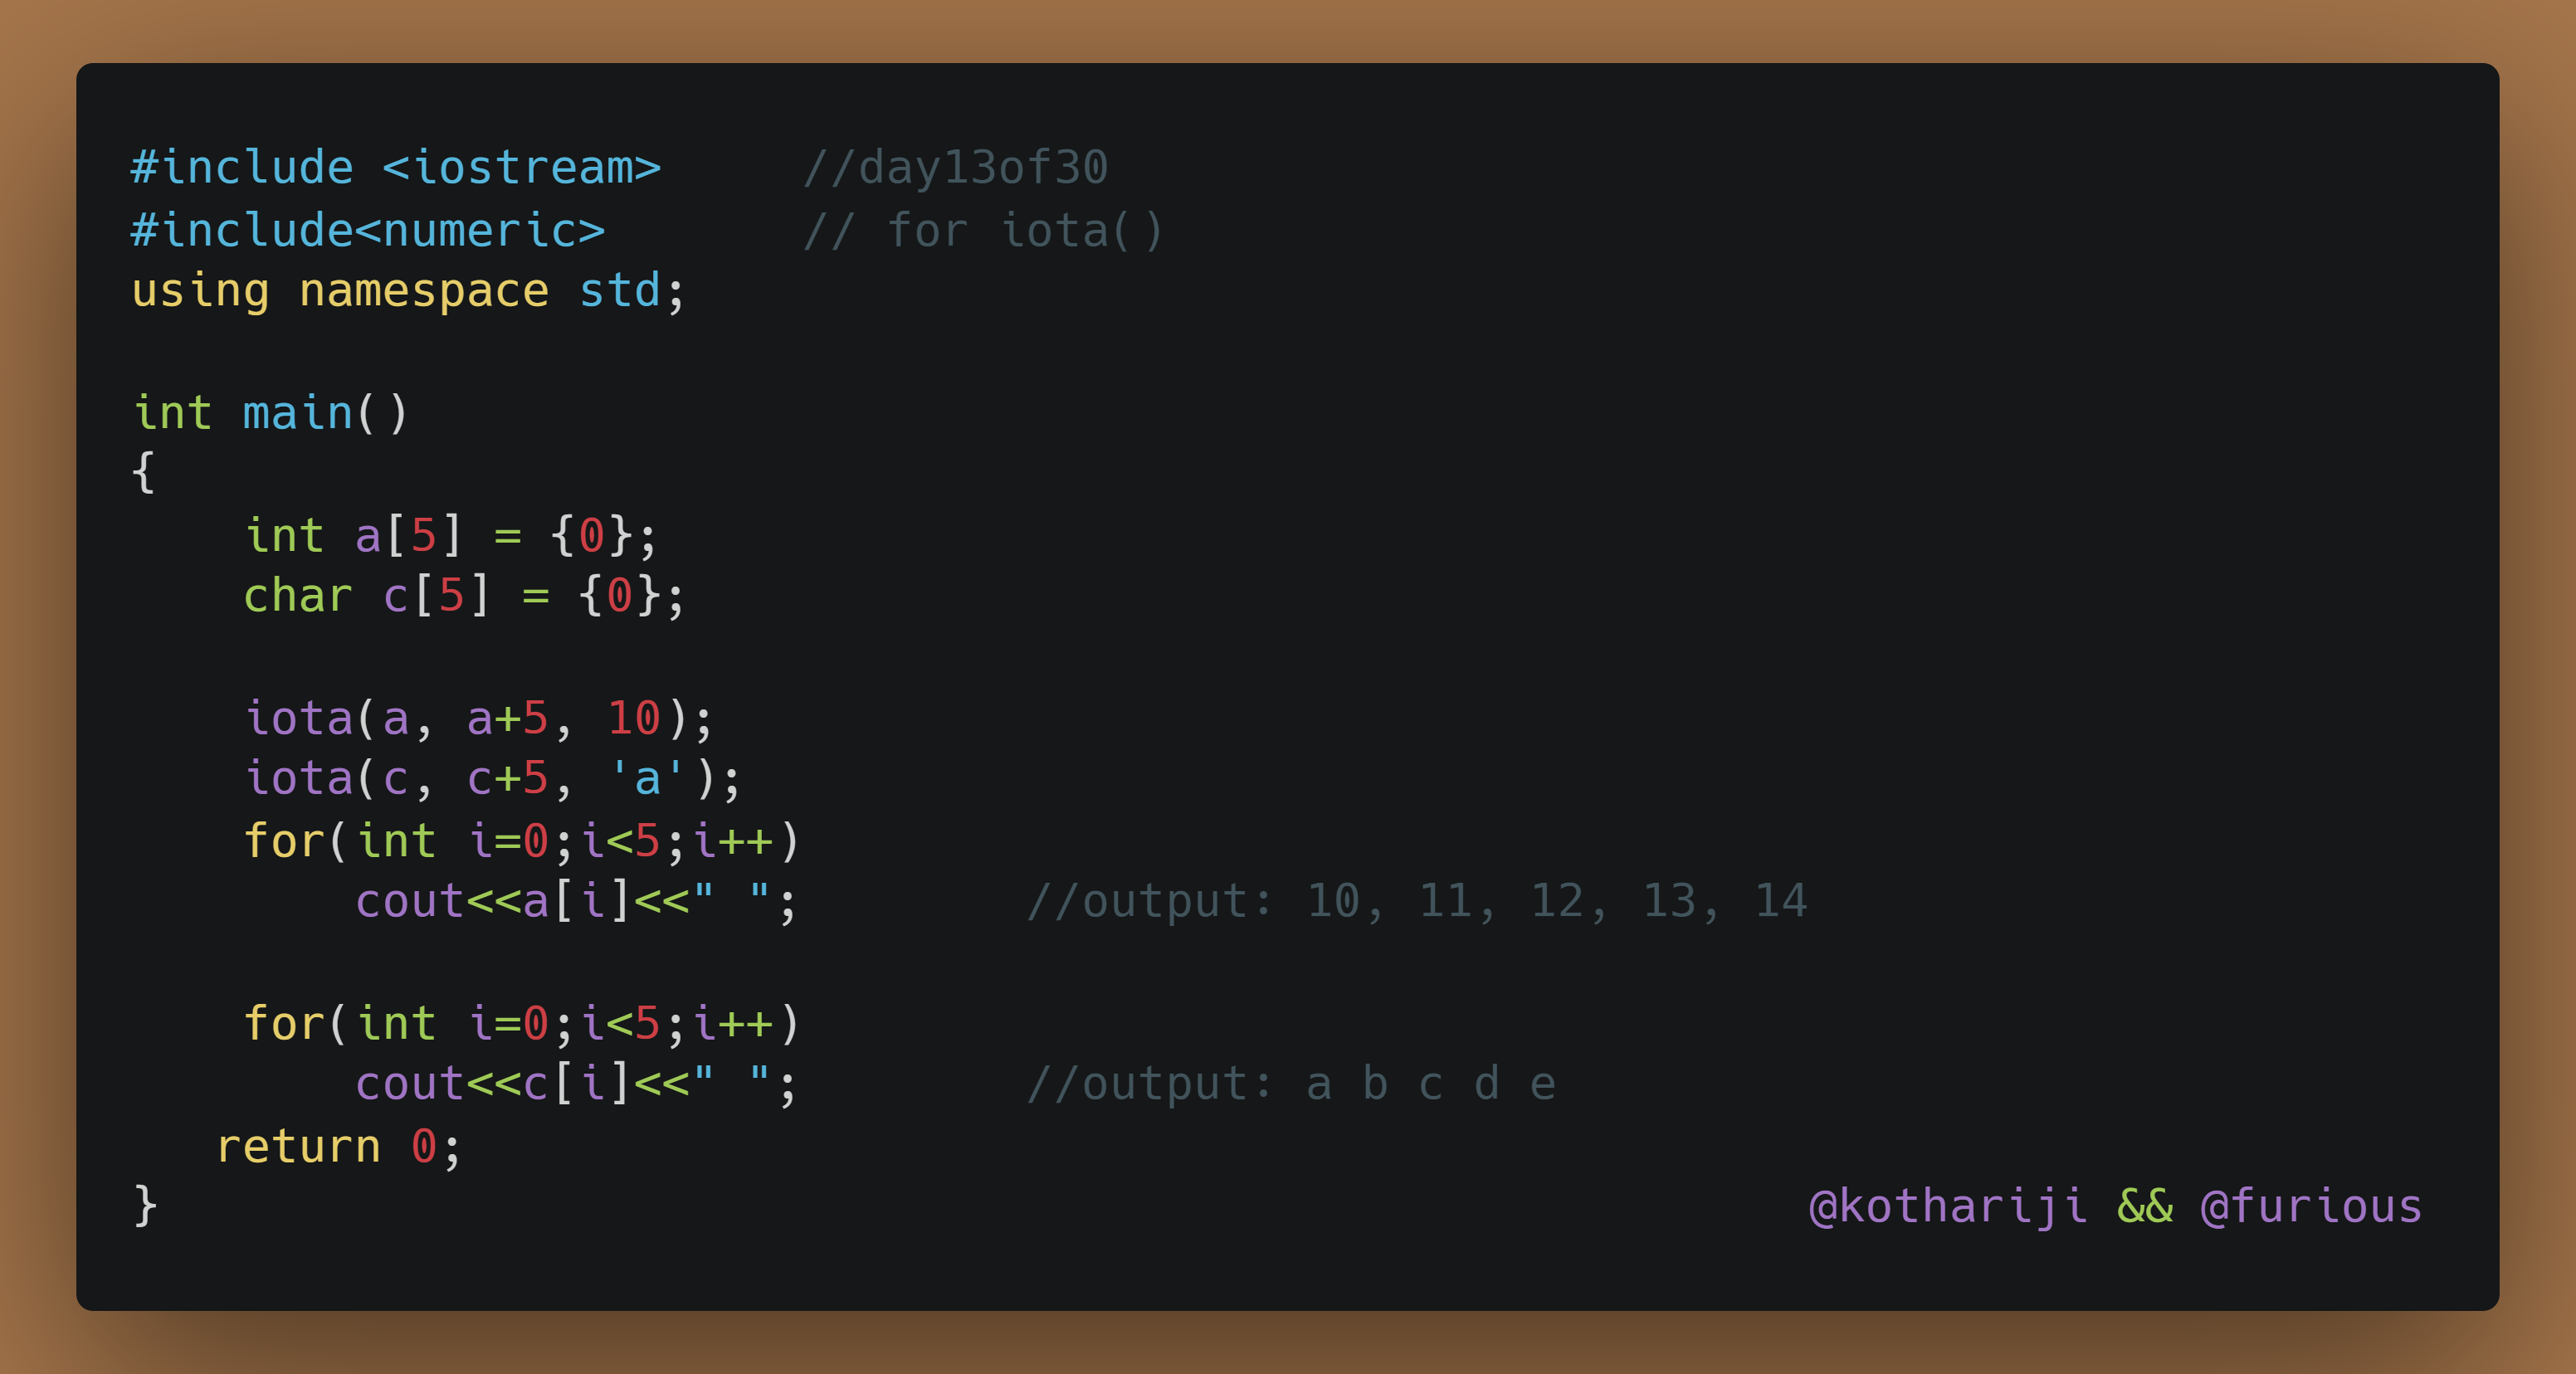 #include <iostream>     //day13of30
#include<numeric>       // for iota()
using namespace std;
int main()
{
    int a[5] = {0};
    char c[5] = {0};
    iota(a, a+5, 10);
    iota(c, c+5, 'a');
    for(int i=0;i<5;i++)
        cout<<a[i]<<" ";        //output: 10, 11, 12, 13, 14
    for(int i=0;i<5;i++)
        cout<<c[i]<<" ";        //output: a b c d e
   return 0;
}                                                           @kothariji && @furious